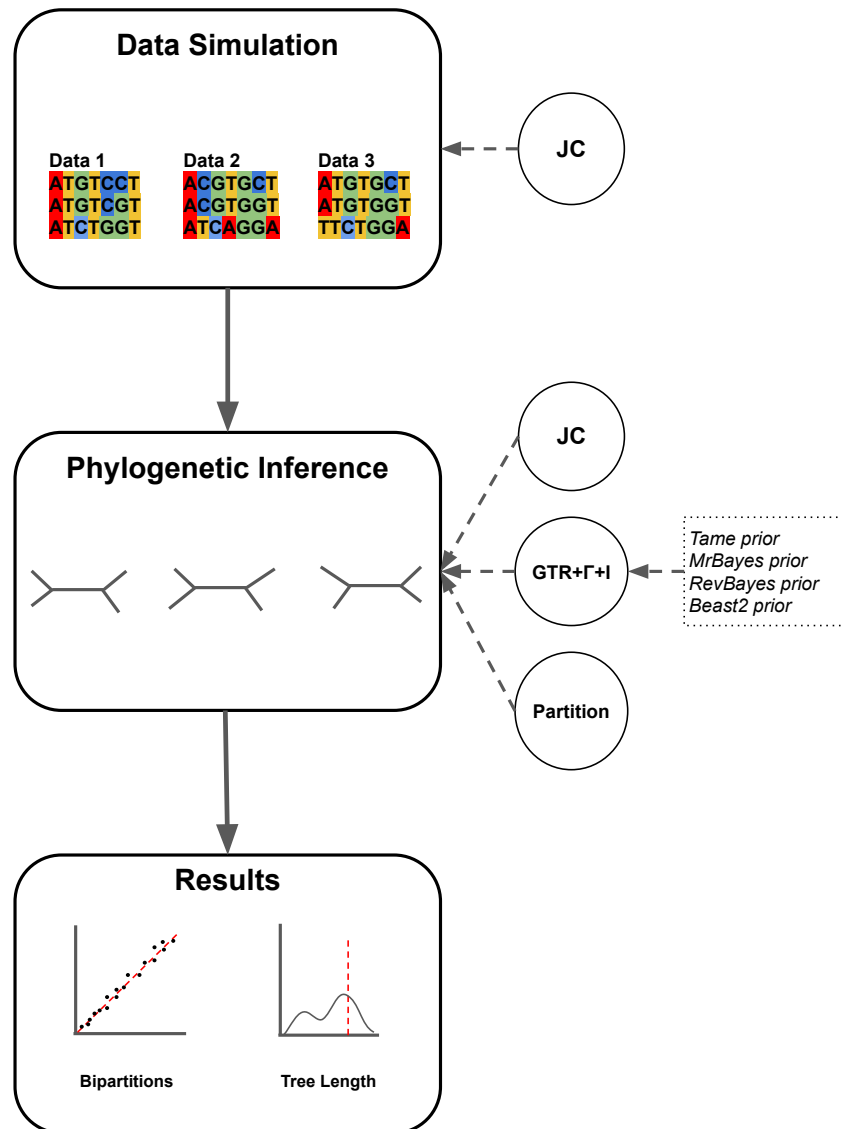 Data Simulation
JC
Data 1 Data 2 Data 3
ATGTCCT ACGTGCT ATGTGCT
ATGTCGT ACGTGGT ATGTGGT
ATCTGGT ATCAGGA TTCTGGA
Phylogenetic Inference
JC
GTR+Γ+I
Tame prior
MrBayes prior
RevBayes prior
Beast2 prior
Partition
Results
Bipartitions Tree Length